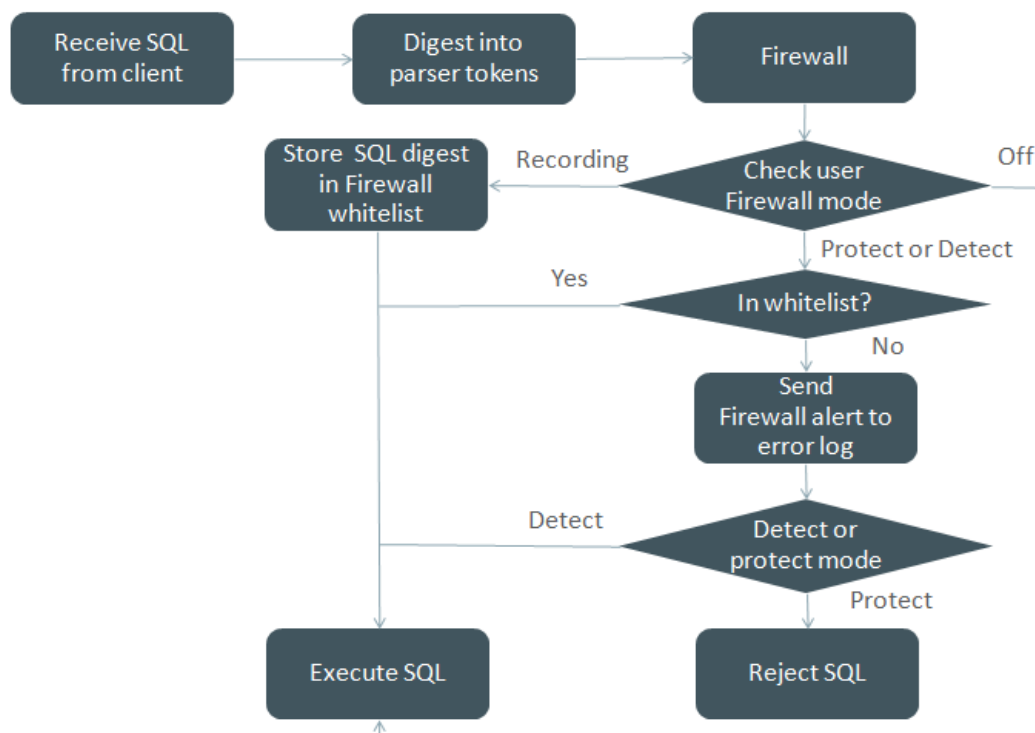 Receive SQL
from client
Digest into
parser tokens
Firewall
Store SQL digest
in Firewall
whitelist
Recording
Check user
Firewall mode
Off
Protect or Detect
Yes
In whitelist?
No
Send
Firewall alert to
error log
Detect
Detect or
protect mode
Protect
Execute SQL
Reject SQL